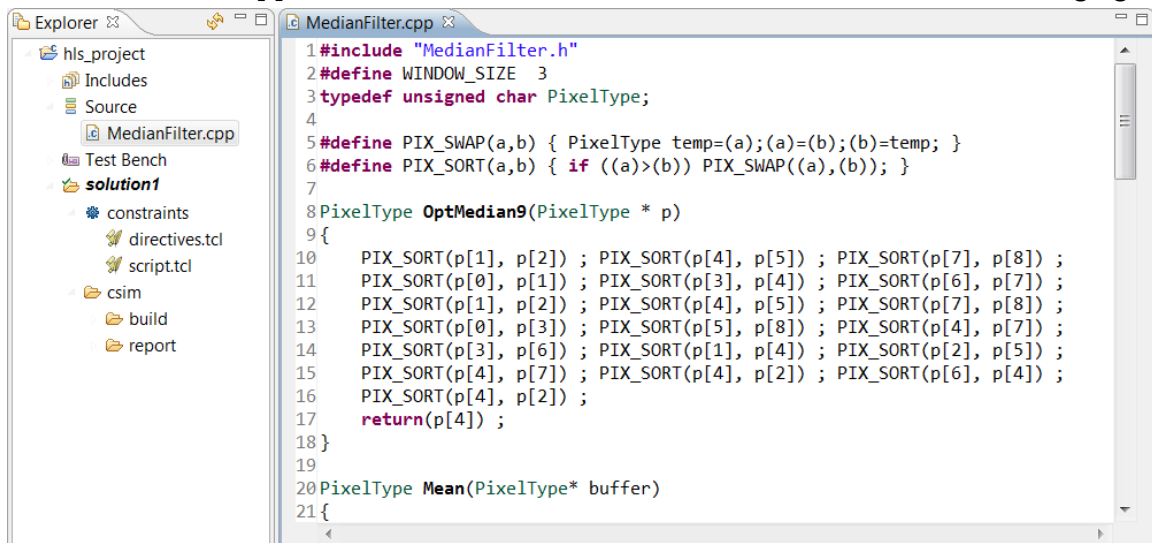 Explorer
hls_project
Includes
Source
MedianFilter.cpp
Test Bench
solution1
constraints
directives.tcl
script.tcl
csim
build
report
MedianFilter.cpp
1 #include "MedianFilter.h"
2 #define WINDOW_SIZE  3
3 typedef unsigned char PixelType;
4
5 #define PIX_SWAP(a,b) { PixelType temp=(a);(a)=(b);(b)=temp; }
6 #define PIX_SORT(a,b) { if ((a)>(b)) PIX_SWAP((a),(b)); }
7
8 PixelType OptMedian9(PixelType * p)
9 {
10     PIX_SORT(p[1], p[2]) ; PIX_SORT(p[4], p[5]) ; PIX_SORT(p[7], p[8]) ;
11     PIX_SORT(p[0], p[1]) ; PIX_SORT(p[3], p[4]) ; PIX_SORT(p[6], p[7]) ;
12     PIX_SORT(p[1], p[2]) ; PIX_SORT(p[4], p[5]) ; PIX_SORT(p[7], p[8]) ;
13     PIX_SORT(p[0], p[3]) ; PIX_SORT(p[5], p[8]) ; PIX_SORT(p[4], p[7]) ;
14     PIX_SORT(p[3], p[6]) ; PIX_SORT(p[1], p[4]) ; PIX_SORT(p[2], p[5]) ;
15     PIX_SORT(p[4], p[7]) ; PIX_SORT(p[4], p[2]) ; PIX_SORT(p[6], p[4]) ;
16     PIX_SORT(p[4], p[2]) ;
17     return(p[4]) ;
18 }
19
20 PixelType Mean(PixelType* buffer)
21 {